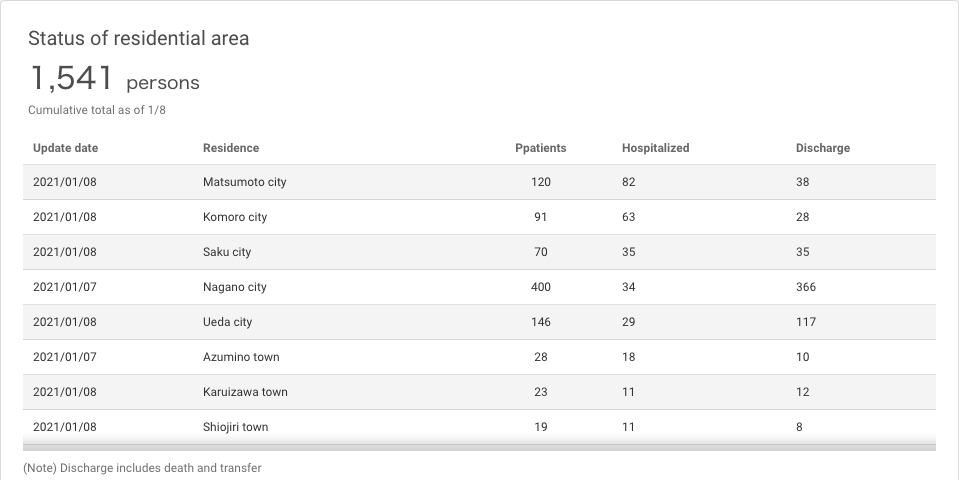 Status of residential area
1,541 persons
Cumulative total as of 1/8
Update date Residence Ppatients Hospitalized Discharge
2021/01/08 Matsumoto city 120 82 38
2021/01/08 Komoro city 91 63 28
2021/01/08 Saku city 70 35 35
2021/01/07 Nagano city 400 34 366
2021/01/08 Ueda city 146 29 117
2021/01/07 Azumino town 28 18 10
2021/01/08 Karuizawa town 23 11 12
2021/01/08 Shiojiri town 19 11 8
(Note) Discharge includes death and transfer